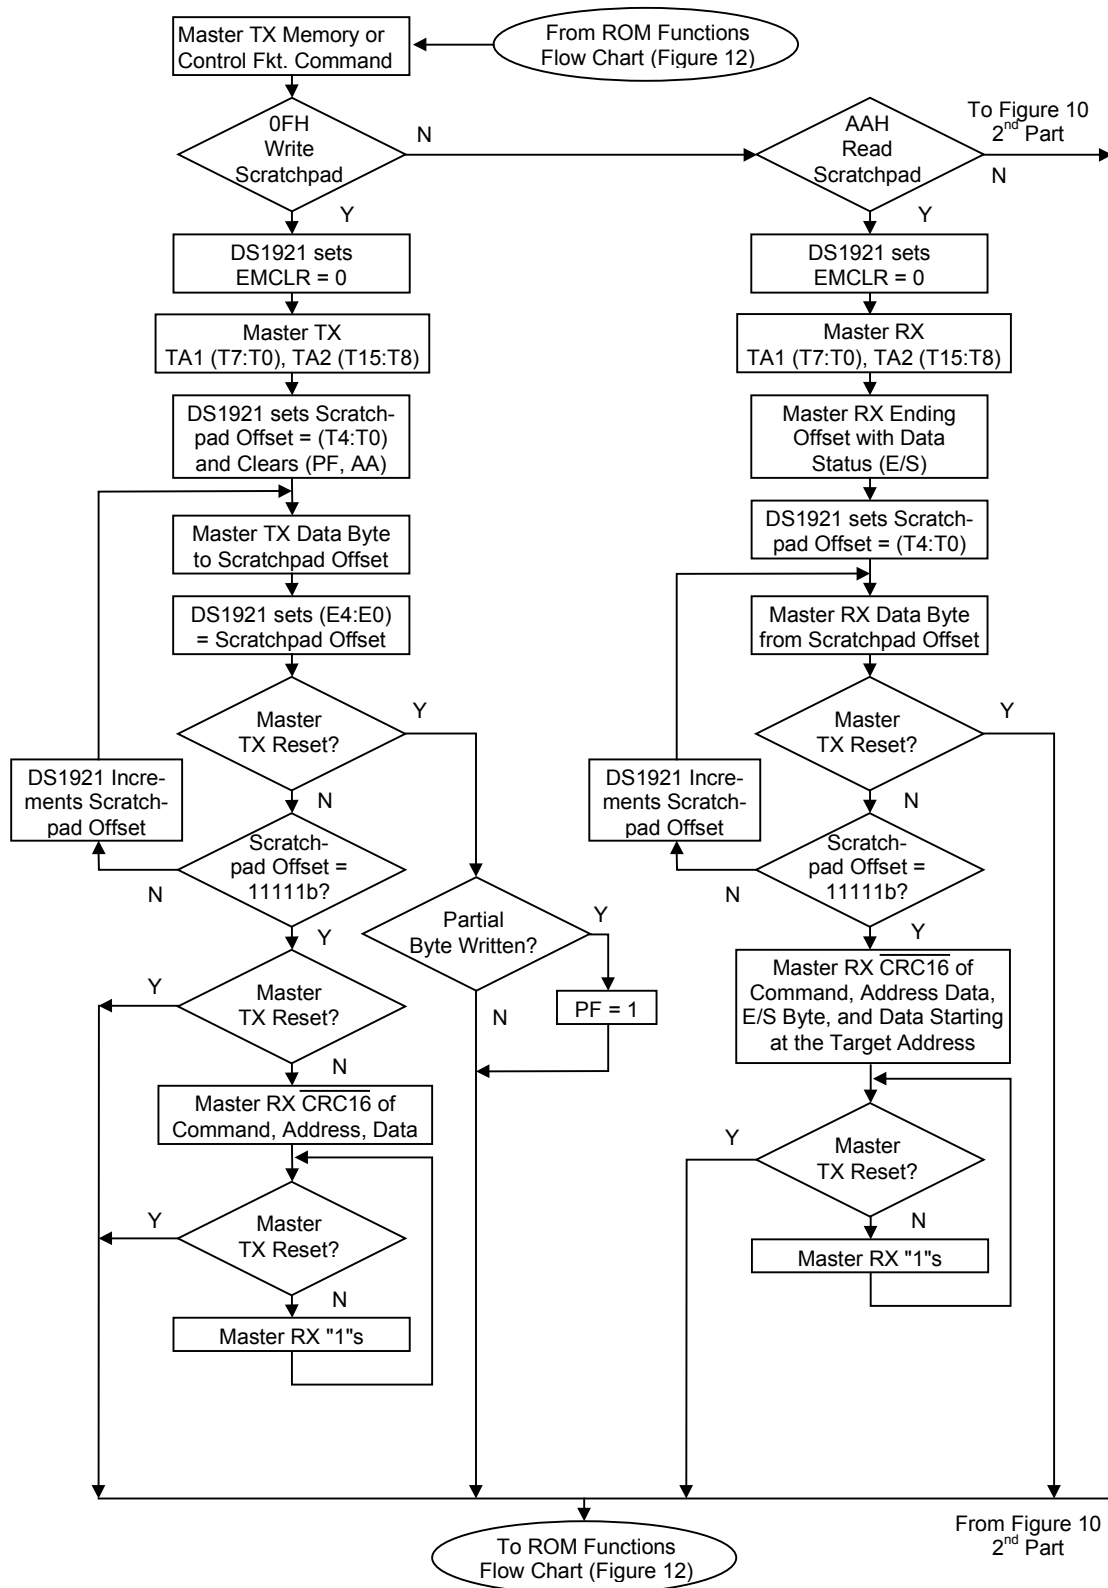 Master TX Memory or
Control Fkt. Command
From ROM Functions
Flow Chart (Figure 12)
0FH
Write
Scratchpad
N
Y
AAH
Read
Scratchpad
N
Y
To Figure 10
2nd Part
DS1921 sets
EMCLR = 0
Master TX
TA1 (T7:T0), TA2 (T15:T8)
DS1921 sets Scratch-
pad Offset = (T4:T0)
and Clears (PF, AA)
Master TX Data Byte
to Scratchpad Offset
DS1921 sets (E4:E0)
= Scratchpad Offset
Master
TX Reset?
Y
N
DS1921 Incre-
ments Scratch-
pad Offset
Scratch-
pad Offset =
11111b?
N
Y
Partial
Byte Written?
Y
N
PF = 1
Master
TX Reset?
Y
N
Master RX CRC16 of
Command, Address, Data
Master
TX Reset?
Y
N
Master RX "1"s
DS1921 sets
EMCLR = 0
Master RX
TA1 (T7:T0), TA2 (T15:T8)
Master RX Ending
Offset with Data
Status (E/S)
DS1921 sets Scratch-
pad Offset = (T4:T0)
Master RX Data Byte
from Scratchpad Offset
Master
TX Reset?
Y
N
DS1921 Incre-
ments Scratch-
pad Offset
Scratch-
pad Offset =
11111b?
N
Y
Master RX CRC16 of
Command, Address Data,
E/S Byte, and Data Starting
at the Target Address
Master
TX Reset?
Y
N
Master RX "1"s
From Figure 10
2nd Part
To ROM Functions
Flow Chart (Figure 12)